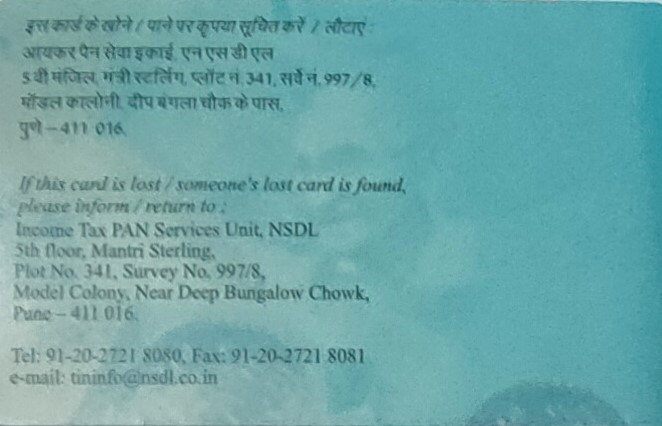 इस कार्ड के खोने / पाने पर कृपया सूचित करें / लौटाएं :
आयकर पैन सेवा इकाई, एन एस डी एल
5 वी मंजिल, मंत्री स्टर्लिंग, प्लॉट नं. 341, सर्वे नं. 997/8,
मॉडल कालोनी, दीप बंगला चौक के पास,
पुणे – 411 016.
If this card is lost / someone's lost card is found,
please inform / return to :
Income Tax PAN Services Unit, NSDL
5th floor, Mantri Sterling,
Plot No. 341, Survey No. 997/8,
Model Colony, Near Deep Bungalow Chowk,
Pune – 411 016.
Tel: 91-20-2721 8080, Fax: 91-20-2721 8081
e-mail: tininfo@nsdl.co.in